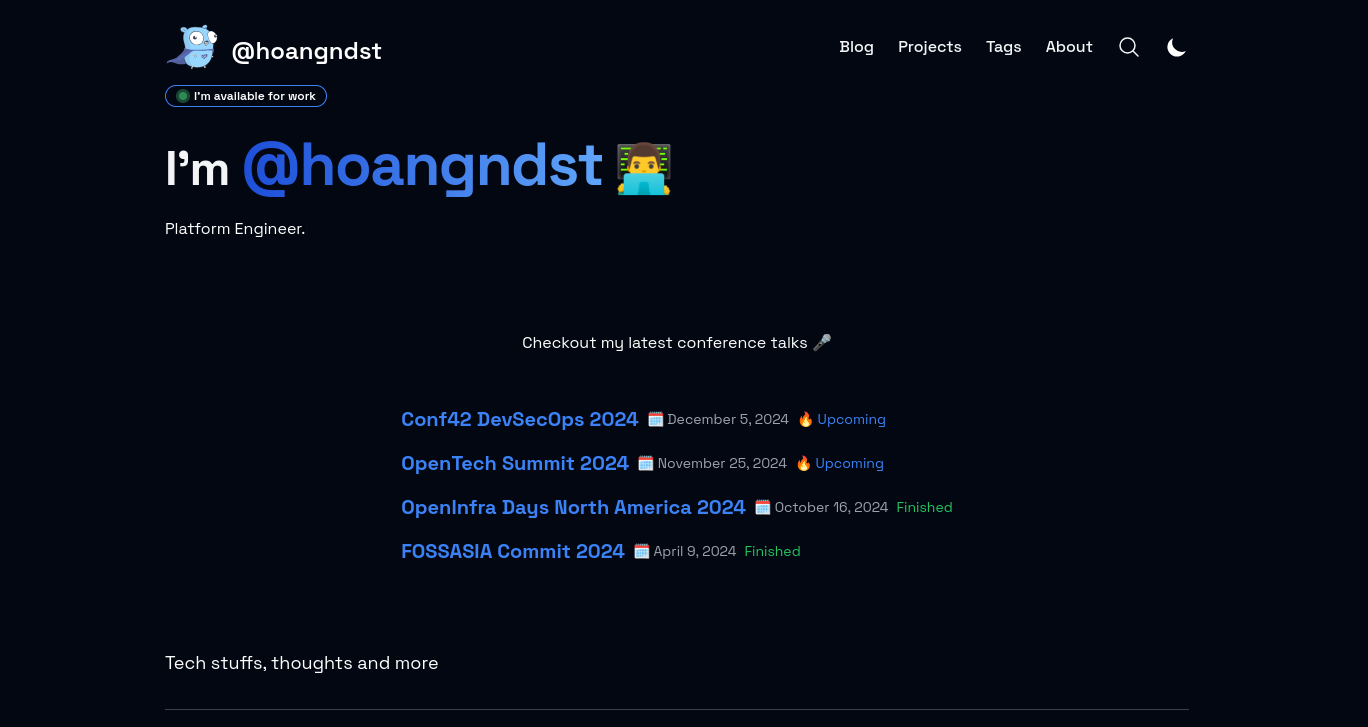 @hoangndst
Blog Projects Tags About
I'm available for work
I'm @hoangndst 👨‍💻
Platform Engineer.
Checkout my latest conference talks 🎤
Conf42 DevSecOps 2024 🗓️ December 5, 2024 🔥 Upcoming
OpenTech Summit 2024 🗓️ November 25, 2024 🔥 Upcoming
OpenInfra Days North America 2024 🗓️ October 16, 2024 Finished
FOSSASIA Commit 2024 🗓️ April 9, 2024 Finished
Tech stuffs, thoughts and more